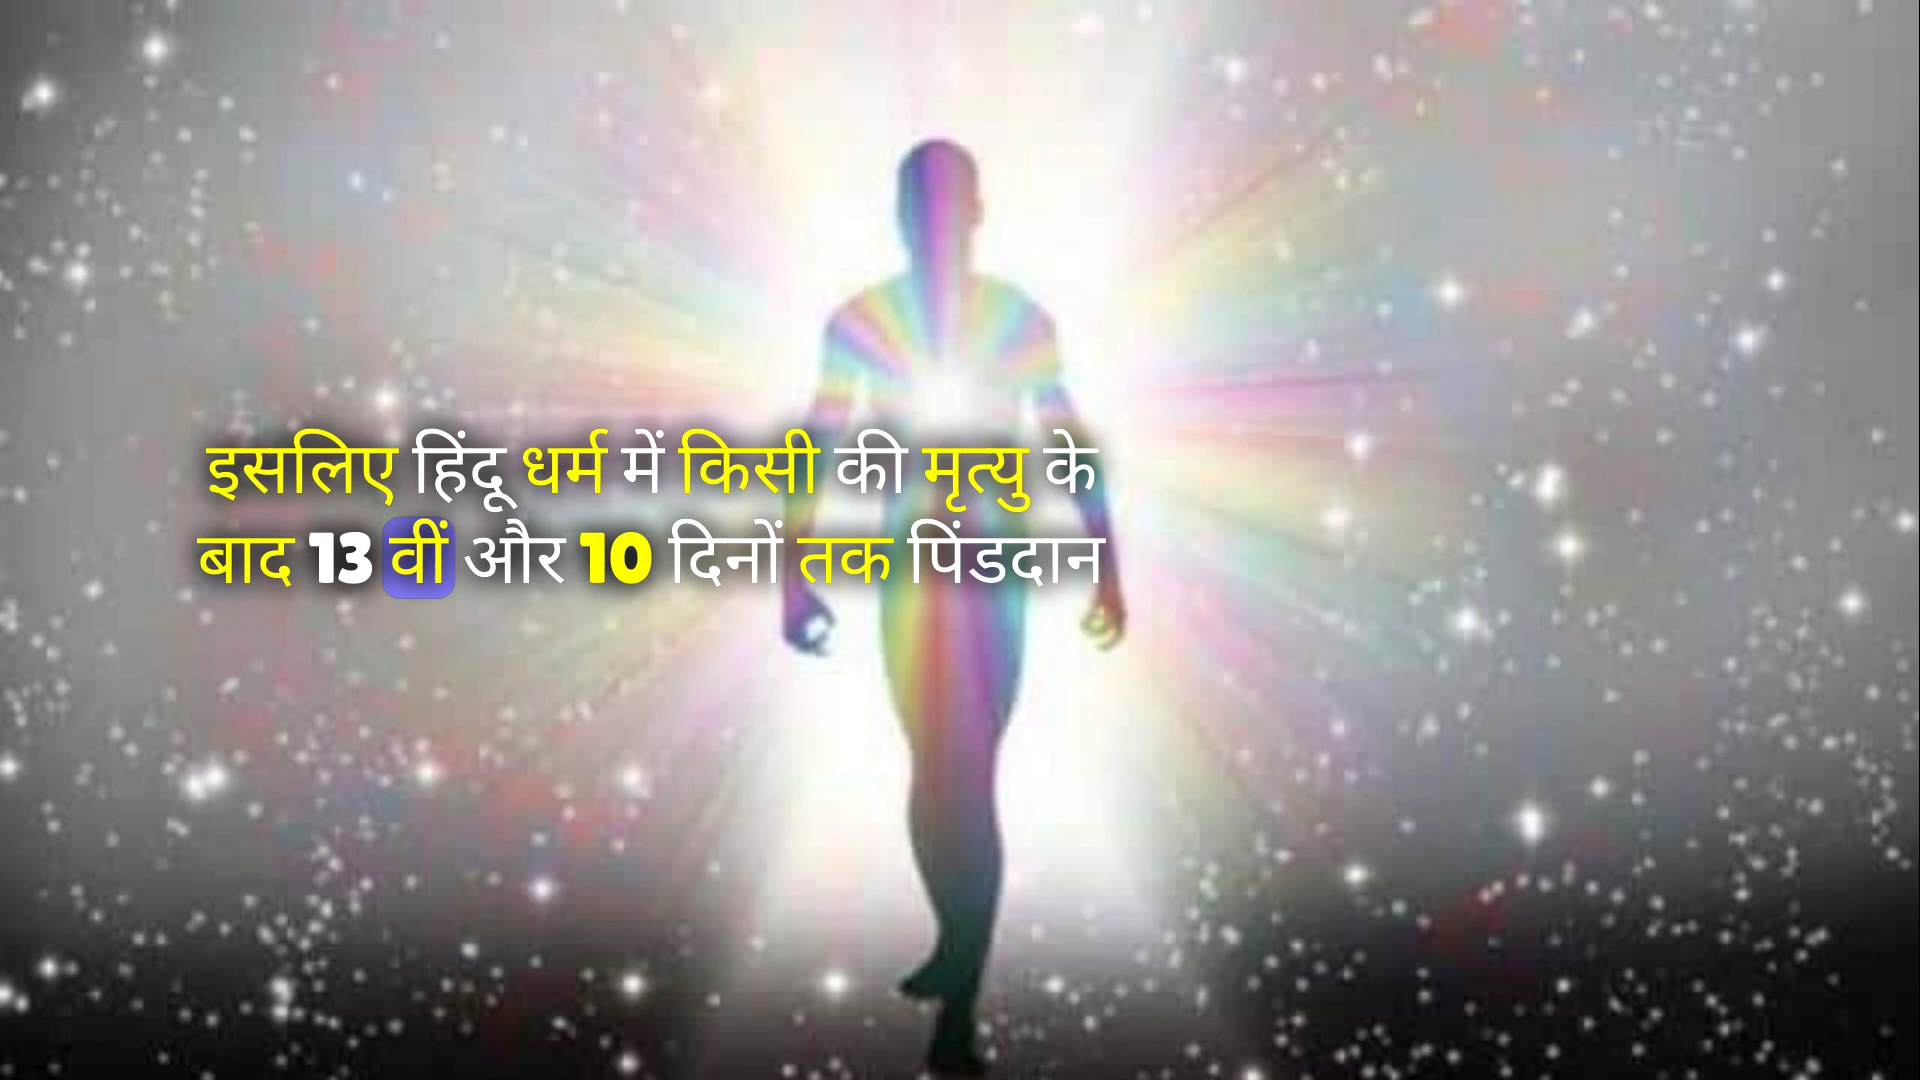 इसलिए हिंदू धर्म में किसी की मृत्यु के
बाद 13 वीं और 10 दिनों तक पिंडदान